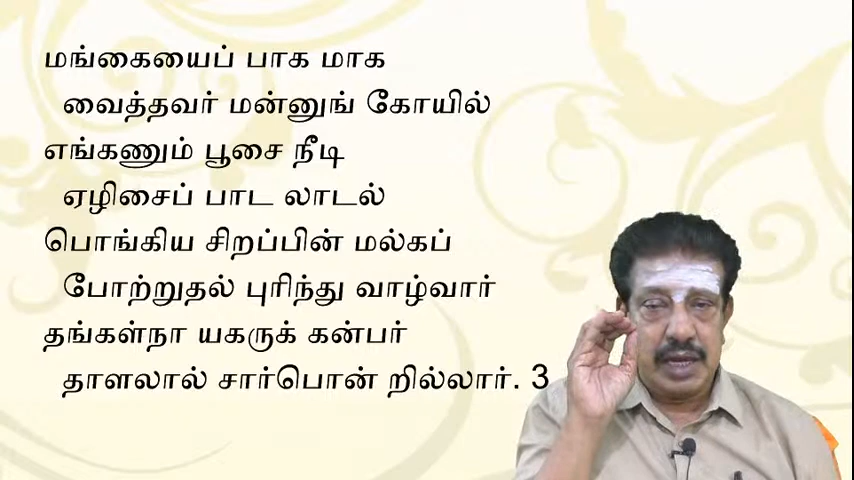 மங்கையைப் பாக மாக
வைத்தவர் மன்னுங் கோயில்
எங்கணும் பூசை நீடி
ஏழிசைப் பாட லாடல்
பொங்கிய சிறப்பின் மல்கப்
போற்றுதல் புரிந்து வாழ்வார்
தங்கள்நா யகருக் கன்பர்
தாளலால் சார்பொன் றில்லார். 3